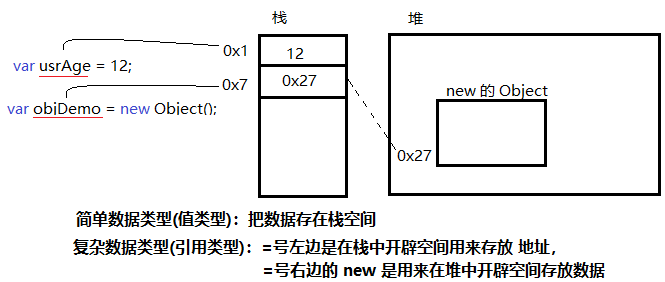 栈
堆
0x1
12
var usrAge = 12;
0x7
0x27
new 的 Object
var objDemo = new Object();
0x27
简单数据类型(值类型)：把数据存在栈空间
复杂数据类型(引用类型)：=号左边是在栈中开辟空间用来存放 地址，
=号右边的 new 是用来在堆中开辟空间存放数据